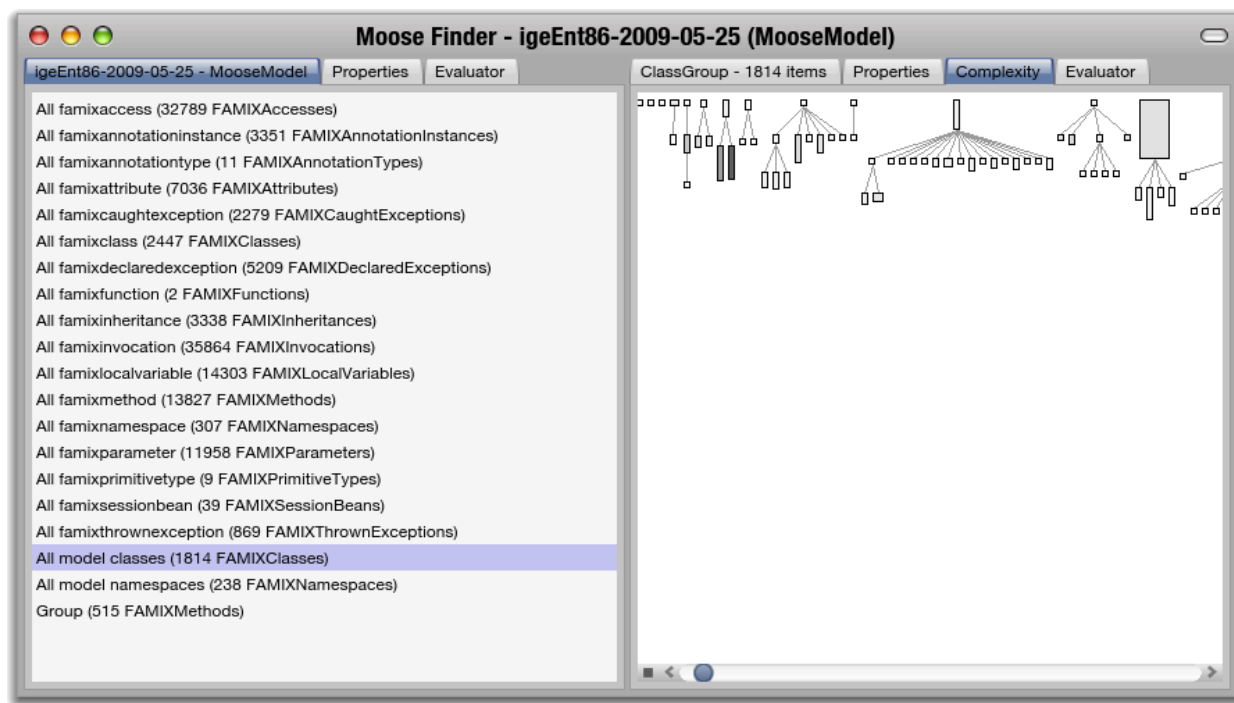 Moose Finder - igeEnt86-2009-05-25 (MooseModel)
igeEnt86-2009-05-25 - MooseModel Properties Evaluator
ClassGroup - 1814 items Properties Complexity Evaluator
All famixaccess (32789 FAMIXAccesses)
All famixannotationinstance (3351 FAMIXAnnotationInstances)
All famixannotationtype (11 FAMIXAnnotationTypes)
All famixattribute (7036 FAMIXAttributes)
All famixcaughtexception (2279 FAMIXCaughtExceptions)
All famixclass (2447 FAMIXClasses)
All famixdeclaredexception (5209 FAMIXDeclaredExceptions)
All famixfunction (2 FAMIXFunctions)
All famixinheritance (3338 FAMIXInheritances)
All famixinvocation (35864 FAMIXInvocations)
All famixlocalvariable (14303 FAMIXLocalVariables)
All famixmethod (13827 FAMIXMethods)
All famixnamespace (307 FAMIXNamespaces)
All famixparameter (11958 FAMIXParameters)
All famixprimitivetype (9 FAMIXPrimitiveTypes)
All famixsessionbean (39 FAMIXSessionBeans)
All famixthrownexception (869 FAMIXThrownExceptions)
All model classes (1814 FAMIXClasses)
All model namespaces (238 FAMIXNamespaces)
Group (515 FAMIXMethods)